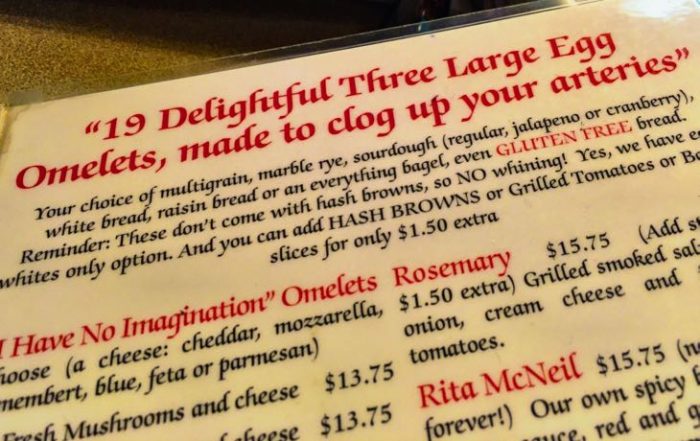 “19 Delightful Three Large Egg
Omelets, made to clog up your arteries”
Your choice of multigrain, marble rye, sourdough (regular, jalapeno or cranberry),
white bread, raisin bread or an everything bagel, even GLUTEN FREE bread.
Reminder: These don't come with hash browns, so NO whining! Yes, we have
whites only option. And you can add HASH BROWNS or Grilled Tomatoes or
slices for only $1.50 extra
I Have No Imagination” Omelets
(a cheese: cheddar, mozzarella,
blue, feta or parmesan)
Fresh Mushrooms and cheese $13.75
and cheese $13.75
Rosemary $15.75 (Add
$1.50 extra) Grilled smoked
onion, cream cheese and
tomatoes.
Rita McNeil $15.75
forever!) Our own spicy
red and